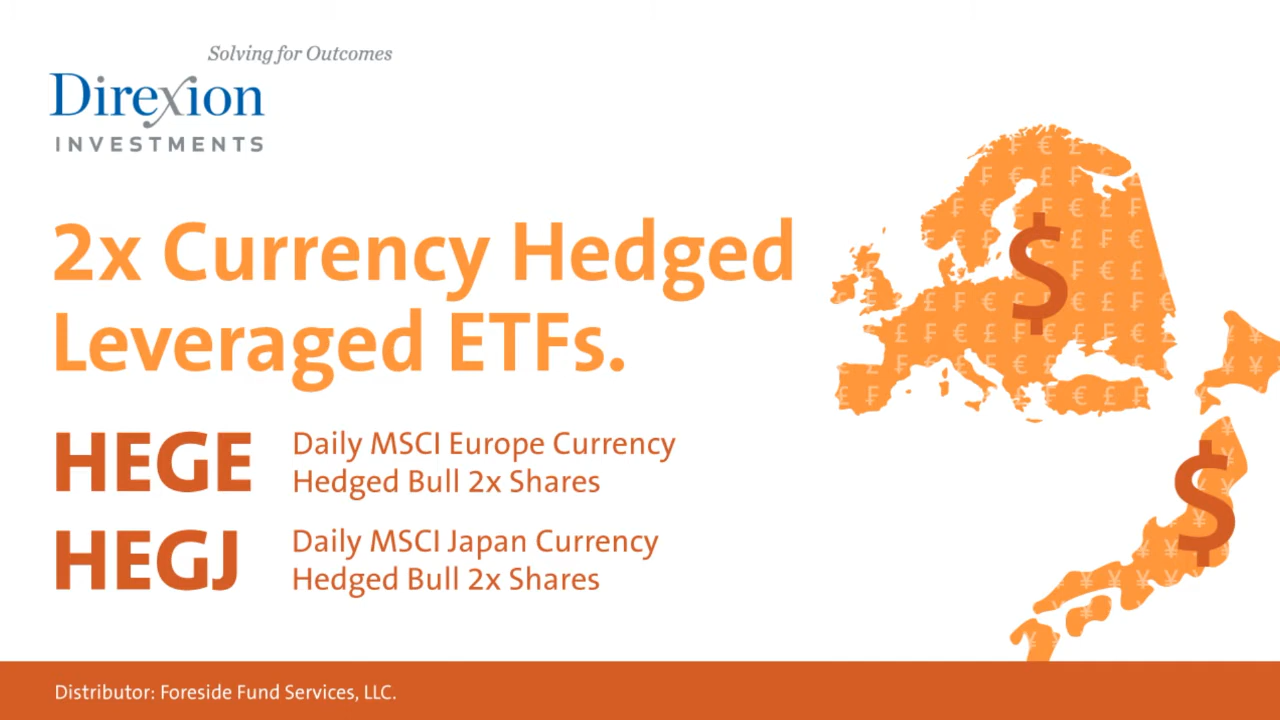 Solving for Outcomes
Direxion
INVESTMENTS
2x Currency Hedged
Leveraged ETFs.
HEGE
Daily MSCI Europe Currency
Hedged Bull 2x Shares
HEGJ
Daily MSCI Japan Currency
Hedged Bull 2x Shares
$
$
Distributor: Foreside Fund Services, LLC.